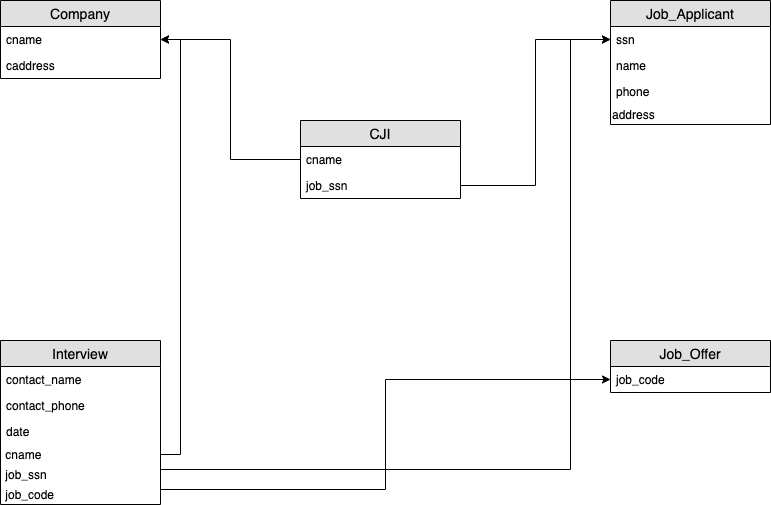 Company
cname
caddress
Job_Applicant
ssn
name
phone
address
CJI
cname
job_ssn
Interview
contact_name
contact_phone
date
cname
job_ssn
job_code
Job_Offer
job_code